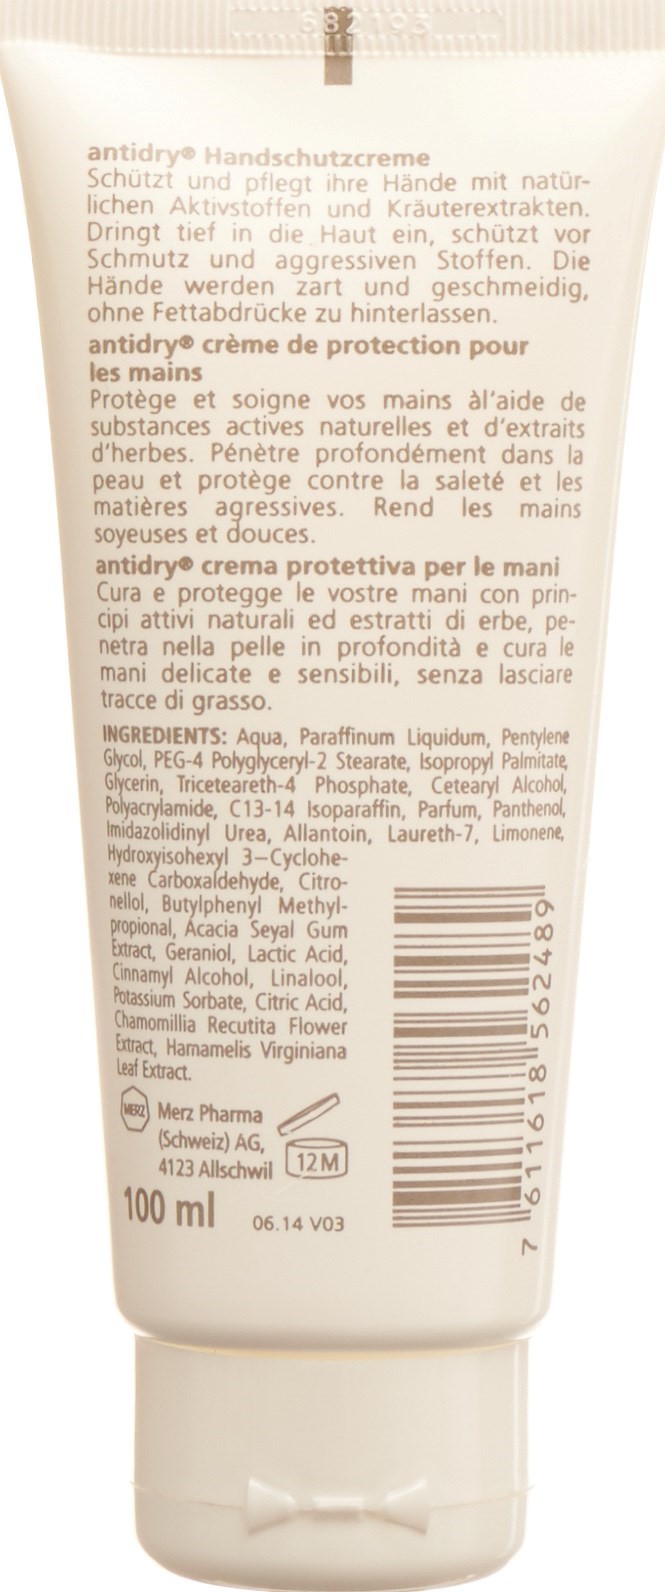 682193
antidry® Handschutzcreme
Schützt und pflegt ihre Hände mit natür-
lichen Aktivstoffen und Kräuterextrakten.
Dringt tief in die Haut ein, schützt vor
Schmutz und aggressiven Stoffen. Die
Hände werden zart und geschmeidig,
ohne Fettabdrücke zu hinterlassen.
antidry® crème de protection pour
les mains
Protège et soigne vos mains àl'aide de
substances actives naturelles et d'extraits
d'herbes. Pénètre profondément dans la
peau et protège contre la saleté et les
matières agressives. Rend les mains
soyeuses et douces.
antidry® crema protettiva per le mani
Cura e protegge le vostre mani con prin-
cipi attivi naturali ed estratti di erbe, pe-
netra nella pelle in profondità e cura le
mani delicate e sensibili, senza lasciare
tracce di grasso.
INGREDIENTS: Aqua, Paraffinum Liquidum, Pentylene
Glycol, PEG-4 Polyglyceryl-2 Stearate, Isopropyl Palmitate,
Glycerin, Triceteareth-4 Phosphate, Cetearyl Alcohol,
Polyacrylamide, C13-14 Isoparaffin, Parfum, Panthenol,
Imidazolidinyl Urea, Allantoin, Laureth-7, Limonene,
Hydroxyisohexyl 3–Cyclohe-
xene Carboxaldehyde, Citro-
nellol, Butylphenyl Methyl-
propional, Acacia Seyal Gum
Extract, Geraniol, Lactic Acid,
Cinnamyl Alcohol, Linalool,
Potassium Sorbate, Citric Acid,
Chamomillia Recutita Flower
Extract, Hamamelis Virginiana
Leaf Extract.
MERZ Merz Pharma
(Schweiz) AG,
4123 Allschwil
12M
100 ml
06.14 V03
7 611618 562489